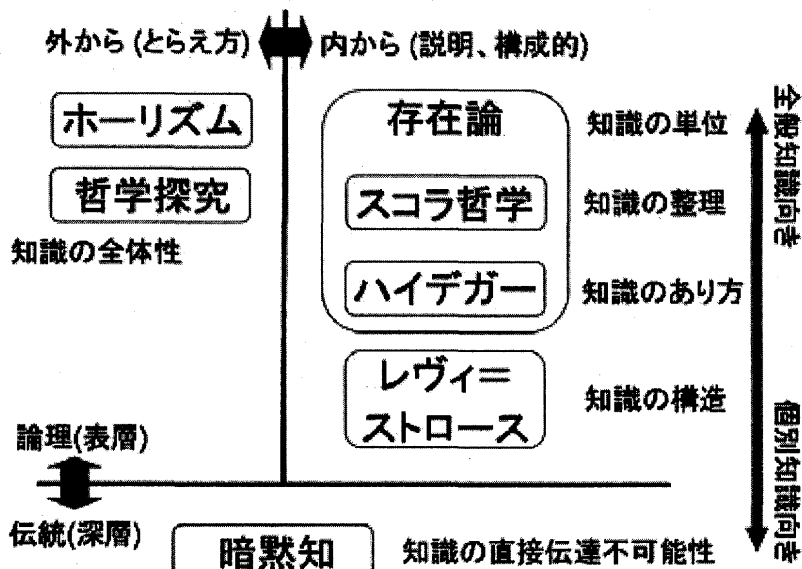 外から (とらえ方)
内から (説明、構成的)
ホーリズム
哲学探究
知識の全体性
存在論
知識の単位
スコラ哲学
知識の整理
ハイデガー
知識のあり方
レヴィ=
ストロース
知識の構造
全般知識向き
個別知識向き
論理(表層)
伝統(深層)
暗黙知
知識の直接伝達不可能性